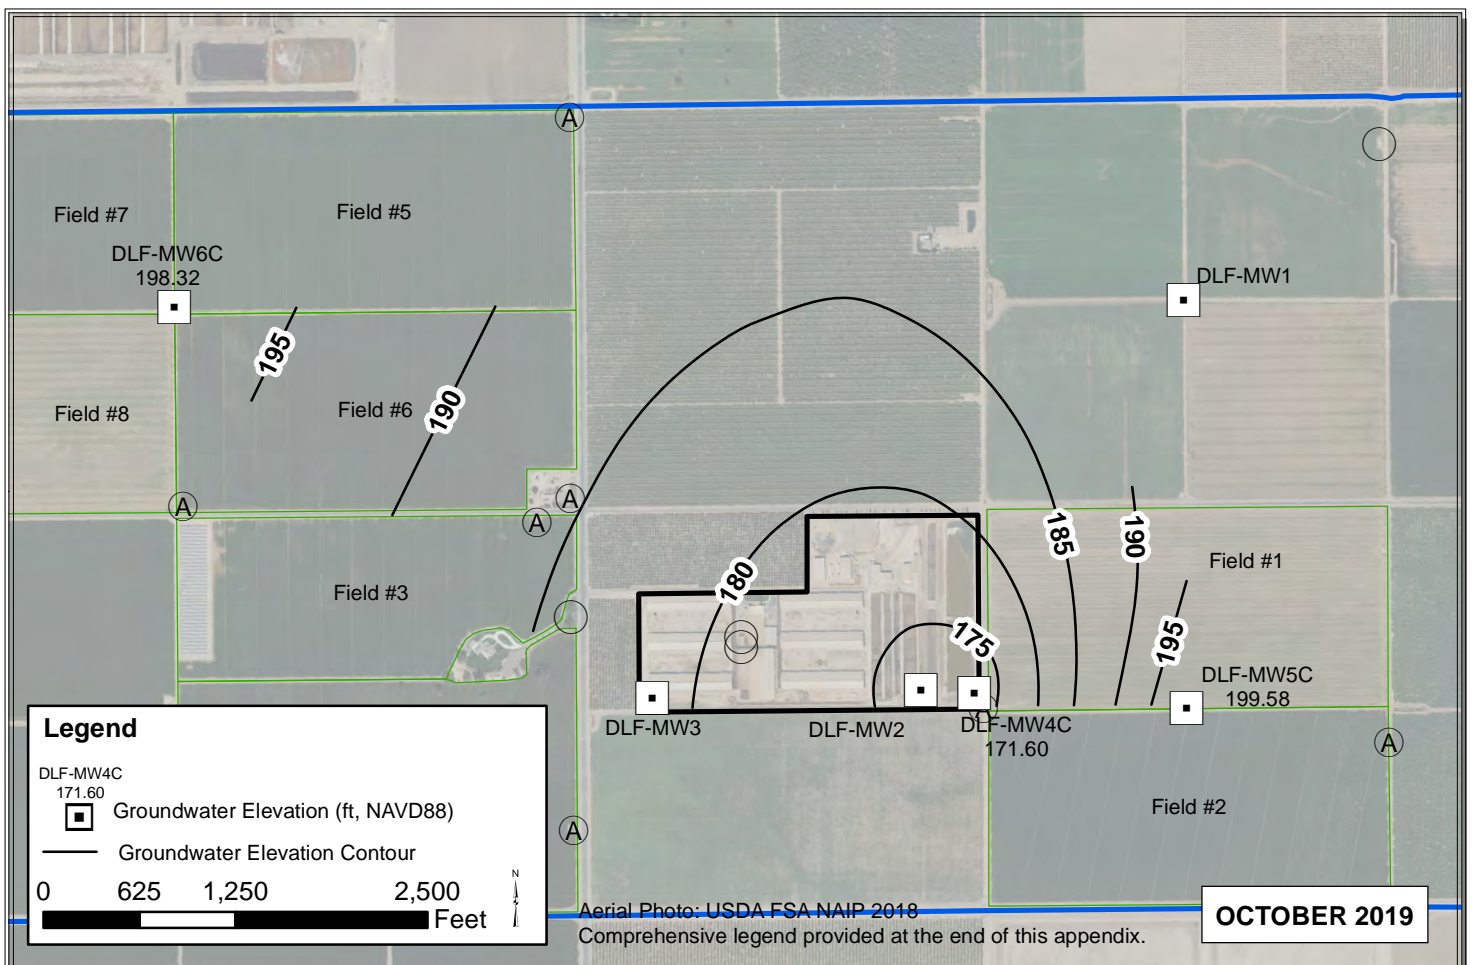 A
Field #7
Field #5
DLF-MW6C
198.32
DLF-MW1
195
190
Field #8
Field #6
A
A
A
185
190
Field #1
180
Field #3
175
195
DLF-MW5C
199.58
DLF-MW3
DLF-MW2
DLF-MW4C
171.60
A
Field #2
A
Legend
DLF-MW4C
171.60
Groundwater Elevation (ft, NAVD88)
Groundwater Elevation Contour
0 625 1,250 2,500
Feet
N
Aerial Photo: USDA FSA NAIP 2018
Comprehensive legend provided at the end of this appendix.
OCTOBER 2019